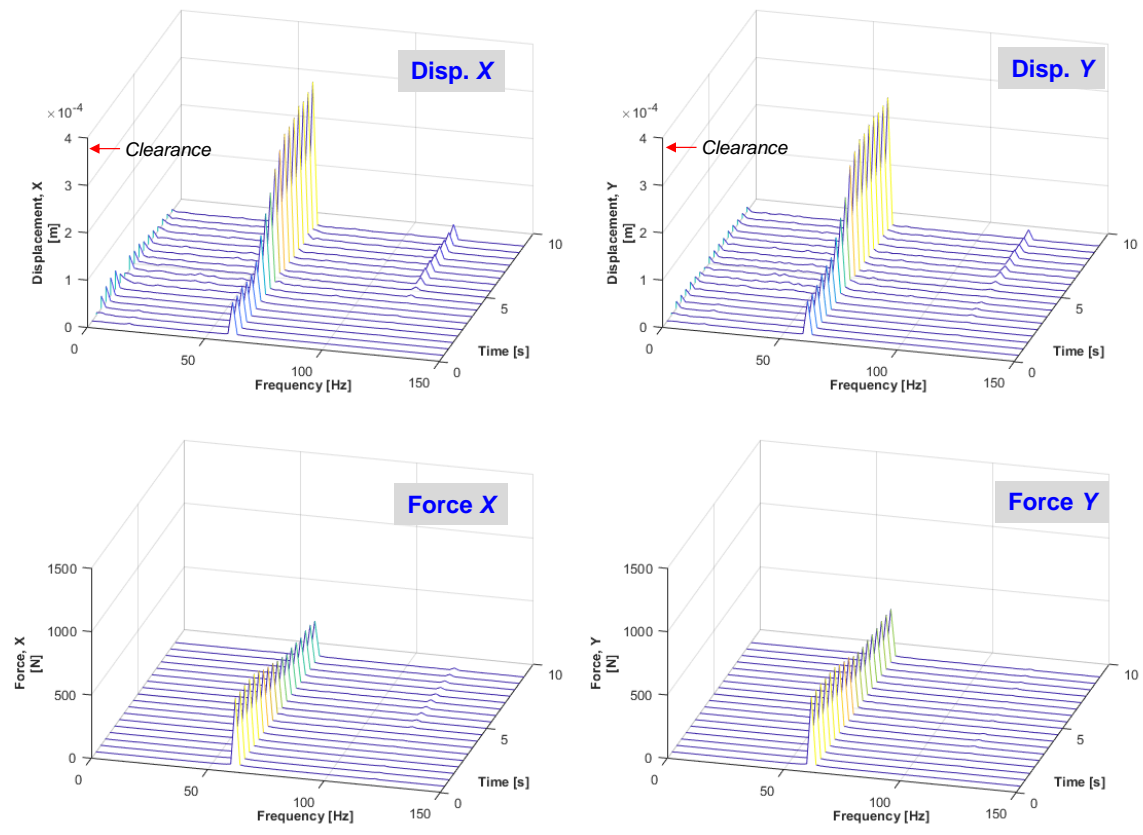 Disp. X
× 10-4
4
Clearance
3
2
1
0
Displacement, X
[m]
0
50
100
150
Frequency [Hz]
0
5
10
Time [s]
Disp. Y
× 10-4
4
Clearance
3
2
1
0
Displacement, Y
[m]
0
50
100
150
Frequency [Hz]
0
5
10
Time [s]
Force X
1500
1000
500
0
Force, X
[N]
0
50
100
150
Frequency [Hz]
0
5
10
Time [s]
Force Y
1500
1000
500
0
Force, Y
[N]
0
50
100
150
Frequency [Hz]
0
5
10
Time [s]